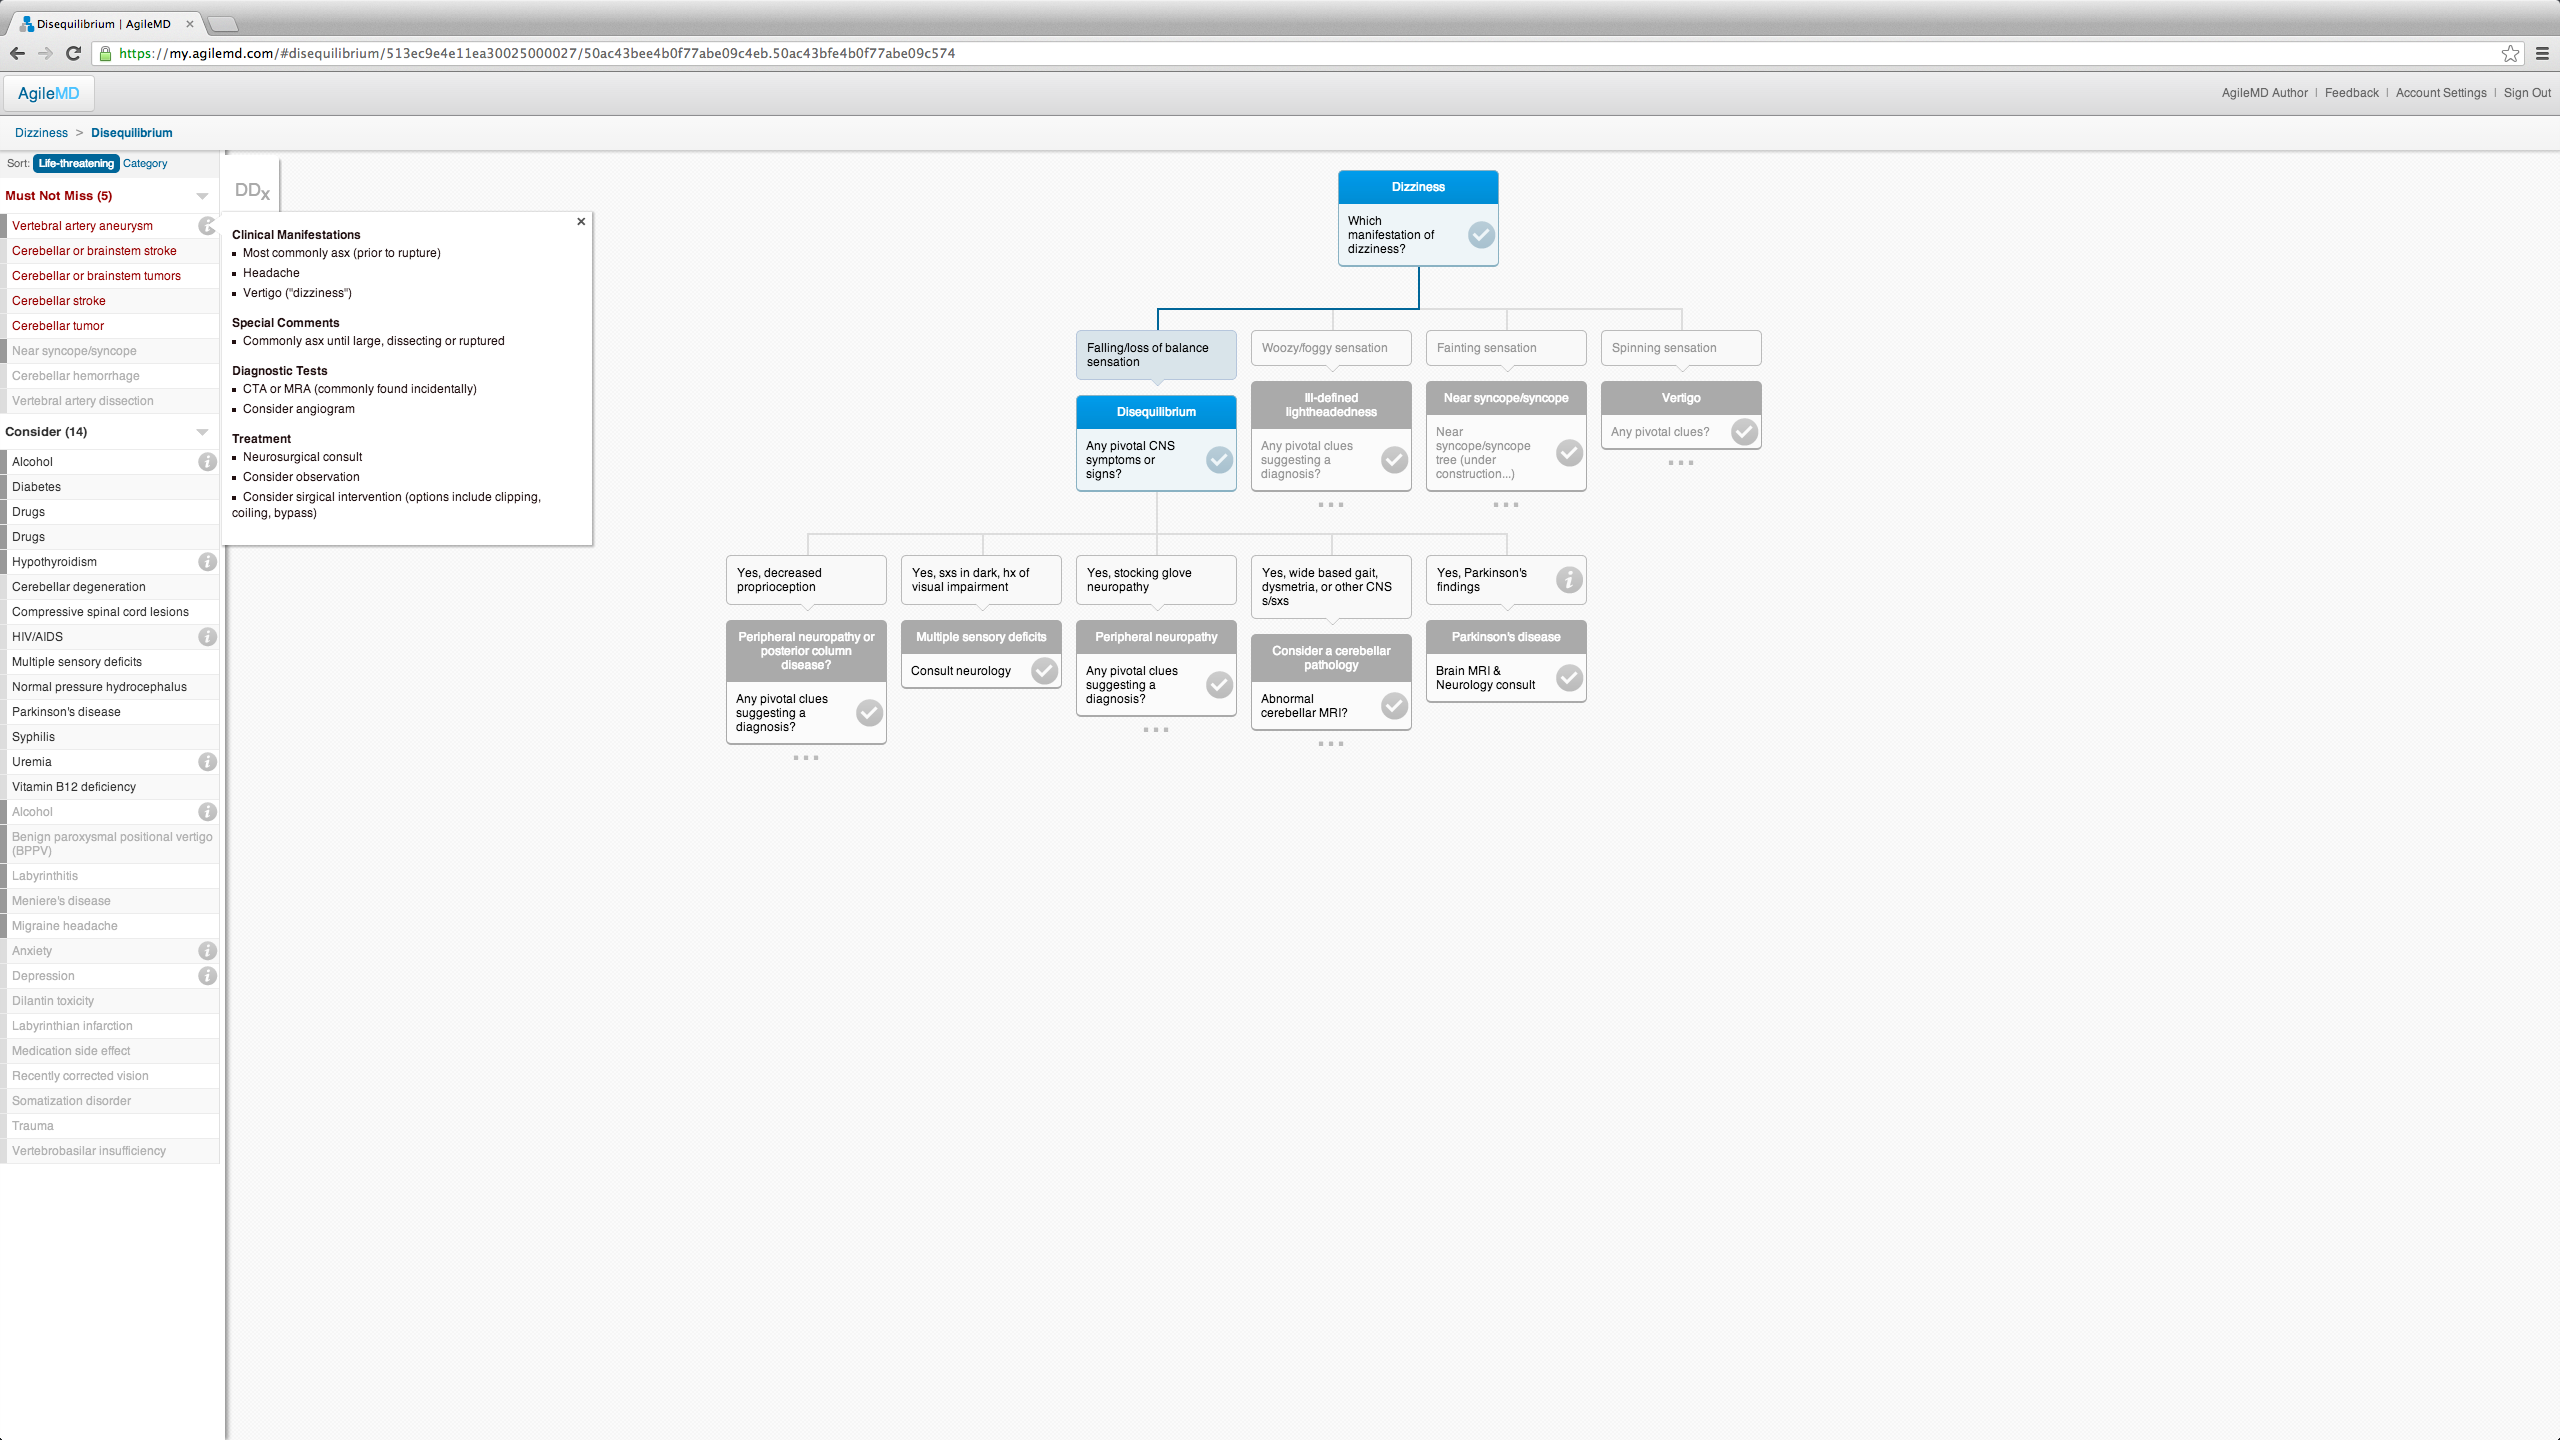 Disequilibrium | AgileMD
https://my.agilemd.com/#disequilibrium/513ec9e4e11ea30025000027/50ac43bee4b0f77abe09c4eb.50ac43bfe4b0f77abe09c574
AgileMD
AgileMD Author | Feedback | Account Settings | Sign Out
Dizziness > Disequilibrium
Sort: Life-threatening Category
Must Not Miss (5)
Vertebral artery aneurysm
Cerebellar or brainstem stroke
Cerebellar or brainstem tumors
Cerebellar stroke
Cerebellar tumor
Near syncope/syncope
Cerebellar hemorrhage
Vertebral artery dissection
Consider (14)
Alcohol
Diabetes
Drugs
Drugs
Hypothyroidism
Cerebellar degeneration
Compressive spinal cord lesions
HIV/AIDS
Multiple sensory deficits
Normal pressure hydrocephalus
Parkinson's disease
Syphilis
Uremia
Vitamin B12 deficiency
Alcohol
Benign paroxysmal positional vertigo
(BPPV)
Labyrinthitis
Meniere's disease
Migraine headache
Anxiety
Depression
Dilantin toxicity
Labyrinthian infarction
Medication side effect
Recently corrected vision
Somatization disorder
Trauma
Vertebrobasilar insufficiency
DDx
Clinical Manifestations
Most commonly asx (prior to rupture)
Headache
Vertigo ("dizziness")
Special Comments
Commonly asx until large, dissecting or ruptured
Diagnostic Tests
CTA or MRA (commonly found incidentally)
Consider angiogram
Treatment
Neurosurgical consult
Consider observation
Consider sirgical intervention (options include clipping,
coiling, bypass)
Dizziness
Which
manifestation of
dizziness?
Falling/loss of balance
sensation
Disequilibrium
Any pivotal CNS
symptoms or
signs?
Woozy/foggy sensation
Ill-defined
lightheadedness
Any pivotal clues
suggesting a
diagnosis?
Fainting sensation
Near syncope/syncope
Near
syncope/syncope
tree (under
construction...)
Spinning sensation
Vertigo
Any pivotal clues?
Yes, decreased
proprioception
Peripheral neuropathy or
posterior column
disease?
Any pivotal clues
suggesting a
diagnosis?
Yes, sxs in dark, hx of
visual impairment
Multiple sensory deficits
Consult neurology
Yes, stocking glove
neuropathy
Peripheral neuropathy
Any pivotal clues
suggesting a
diagnosis?
Yes, wide based gait,
dysmetria, or other CNS
s/sxs
Consider a cerebellar
pathology
Abnormal
cerebellar MRI?
Yes, Parkinson's
findings
Parkinson's disease
Brain MRI &
Neurology consult